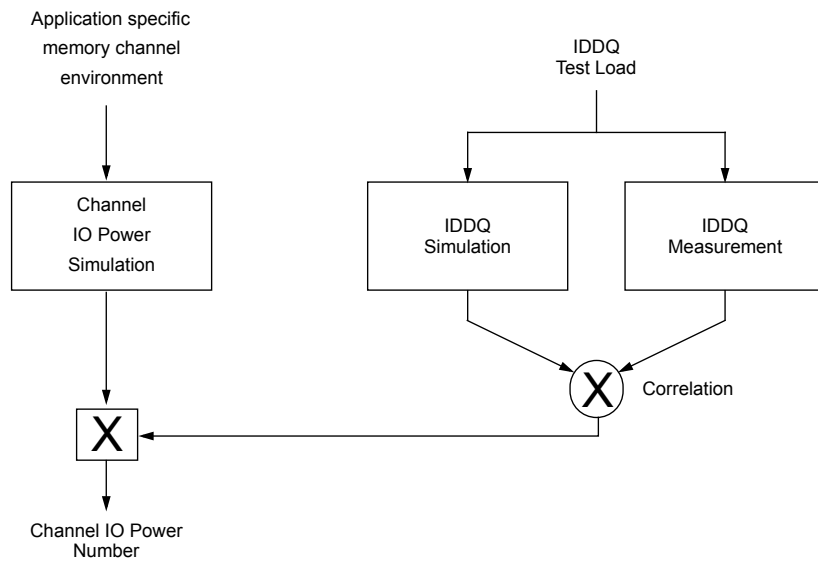 Application specific
memory channel
environment
IDDQ
Test Load
Channel
IO Power
Simulation
IDDQ
Simulation
IDDQ
Measurement
X
Correlation
X
Channel IO Power
Number